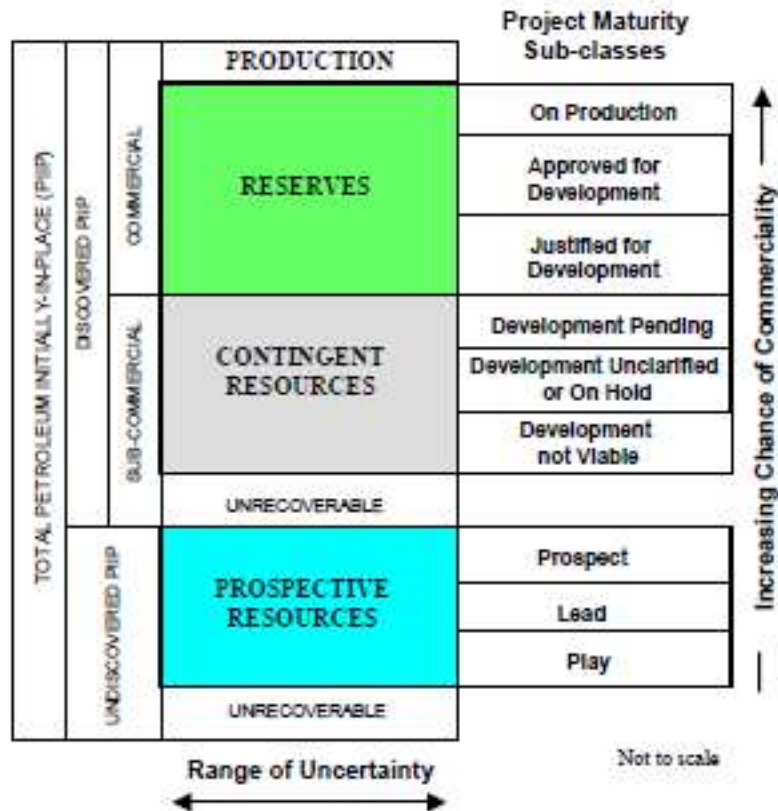 Project Maturity
Sub-classes
PRODUCTION
On Production
RESERVES
Approved for
Development
Justified for
Development
CONTINGENT
RESOURCES
Development Pending
Development Unclarified
or On Hold
Development
not Viable
UNRECOVERABLE
PROSPECTIVE
RESOURCES
Prospect
Lead
Play
UNRECOVERABLE
TOTAL PETROLEUM INITIALLY-IN-PLACE (PIIP)
DISCOVERED PIIP
UNDISCOVERED PIIP
COMMERCIAL
SUB-COMMERCIAL
Increasing Chance of Commerciality
Range of Uncertainty
Not to scale